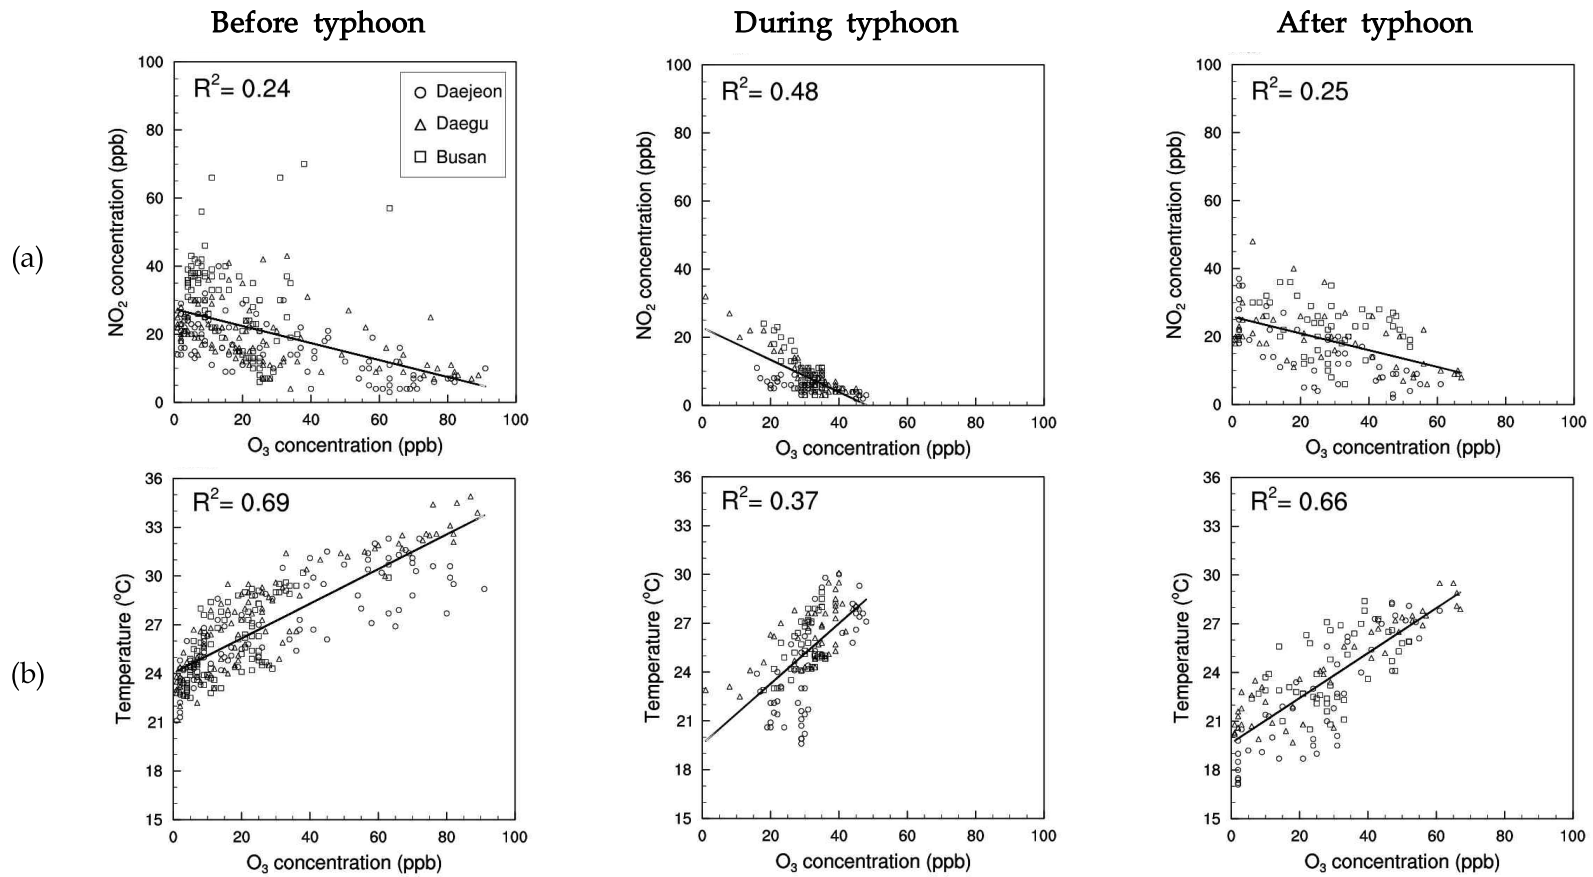 Before typhoon
During typhoon
After typhoon
(a)
NO2 concentration (ppb)
100
80
60
40
20
0
R2= 0.24
Daejeon
Daegu
Busan
0 20 40 60 80 100
O3 concentration (ppb)
NO2 concentration (ppb)
100
80
60
40
20
0
R2= 0.48
0 20 40 60 80 100
O3 concentration (ppb)
NO2 concentration (ppb)
100
80
60
40
20
0
R2= 0.25
0 20 40 60 80 100
O3 concentration (ppb)
(b)
Temperature (oC)
36
33
30
27
24
21
18
15
R2= 0.69
0 20 40 60 80 100
O3 concentration (ppb)
Temperature (oC)
36
33
30
27
24
21
18
15
R2= 0.37
0 20 40 60 80 100
O3 concentration (ppb)
Temperature (oC)
36
33
30
27
24
21
18
15
R2= 0.66
0 20 40 60 80 100
O3 concentration (ppb)